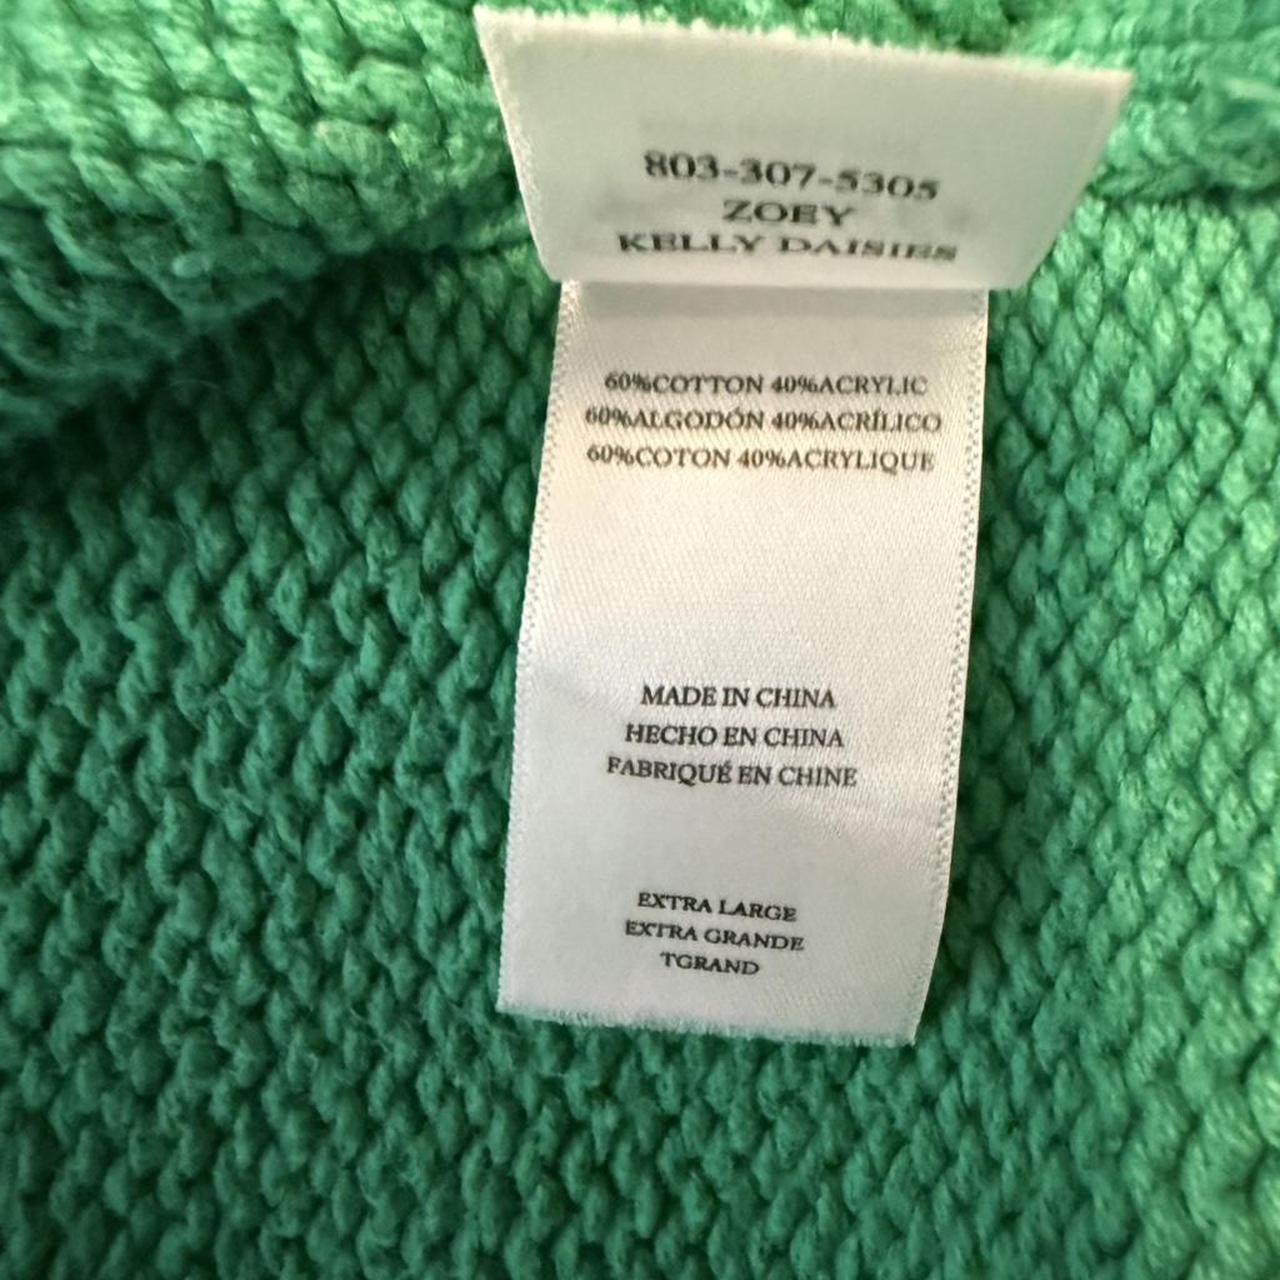 803-307-5305
ZOEY
KELLY DAISIES
60%COTTON 40%ACRYLIC
60%ALGODÓN 40%ACRÍLICO
60%COTON 40%ACRYLIQUE
MADE IN CHINA
HECHO EN CHINA
FABRIQUÉ EN CHINE
EXTRA LARGE
EXTRA GRANDE
TGRAND